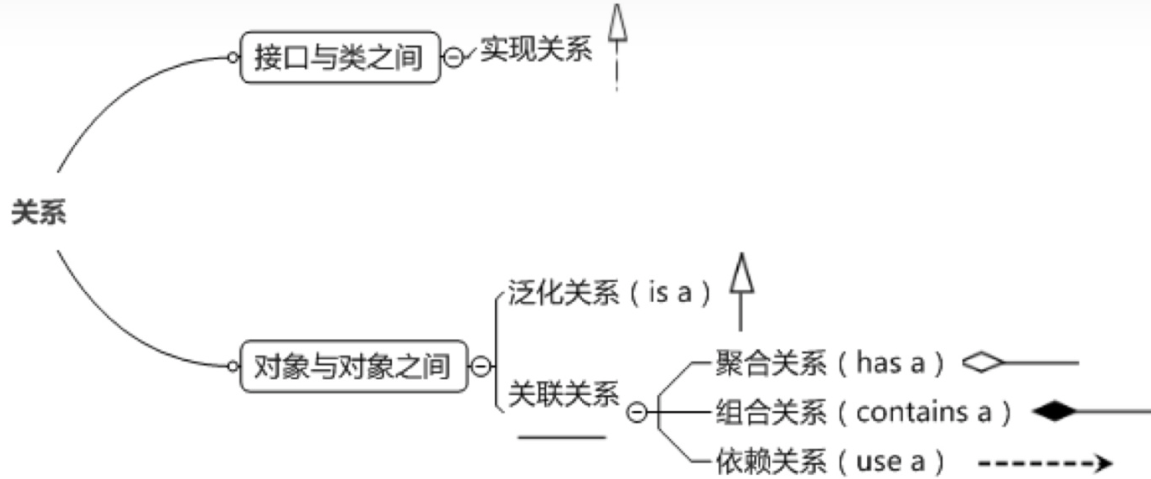 接口与类之间
实现关系
关系
泛化关系（is a）
对象与对象之间
关联关系
聚合关系（has a）
组合关系（contains a）
依赖关系（use a）